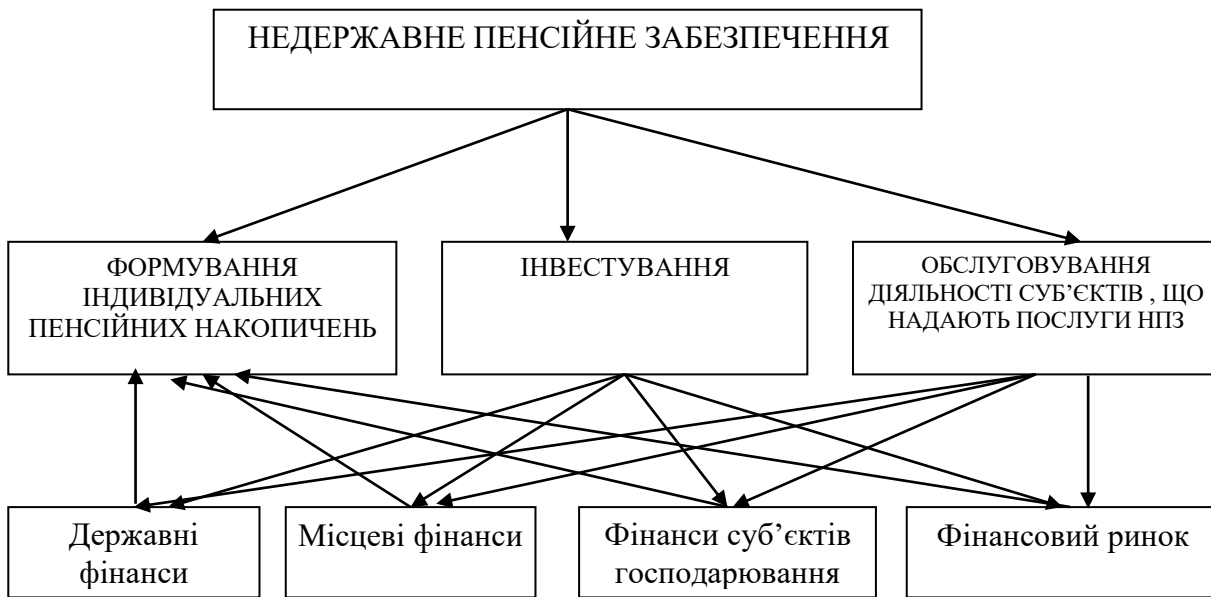 НЕДЕРЖАВНЕ ПЕНСІЙНЕ ЗАБЕЗПЕЧЕННЯ
ФОРМУВАННЯ
ІНДИВІДУАЛЬНИХ
ПЕНСІЙНИХ НАКОПИЧЕНЬ
ІНВЕСТУВАННЯ
ОБСЛУГОВУВАННЯ
ДІЯЛЬНОСТІ СУБ’ЄКТІВ , ЩО
НАДАЮТЬ ПОСЛУГИ НПЗ
Державні
фінанси
Місцеві фінанси
Фінанси суб’єктів
господарювання
Фінансовий ринок